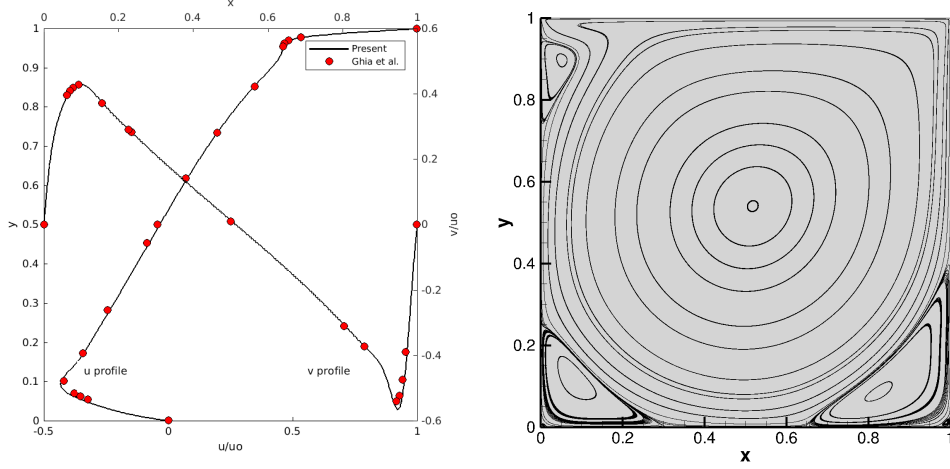 x
0 0.2 0.4 0.6 0.8 1
1 0.6
Present
Ghia et al.
0.9
0.8 0.4
0.7
0.2
0.6
y 0.5 0 v/uo
0.4
-0.2
0.3
0.2 -0.4
u profile v profile
0.1
0 -0.6
-0.5 0 0.5 1
u/uo
1
0.8
0.6
y
0.4
0.2
0
0 0.2 0.4 0.6 0.8 1
x